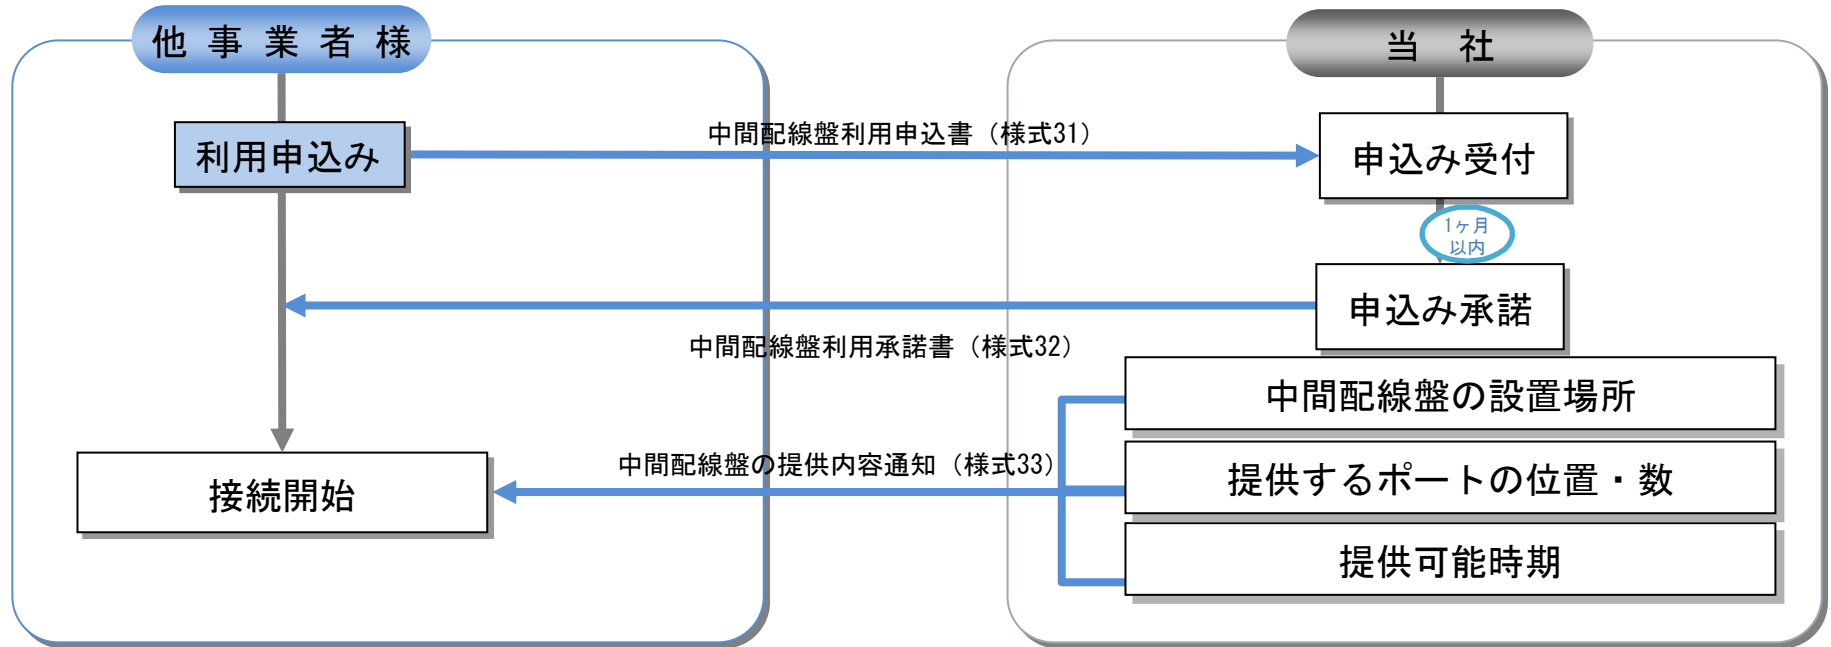 他事業者様
当社
利用申込み
中間配線盤利用申込書（様式31）
申込み受付
1ヶ月
以内
申込み承諾
中間配線盤利用承諾書（様式32）
中間配線盤の設置場所
中間配線盤の提供内容通知（様式33）
提供するポートの位置・数
接続開始
提供可能時期